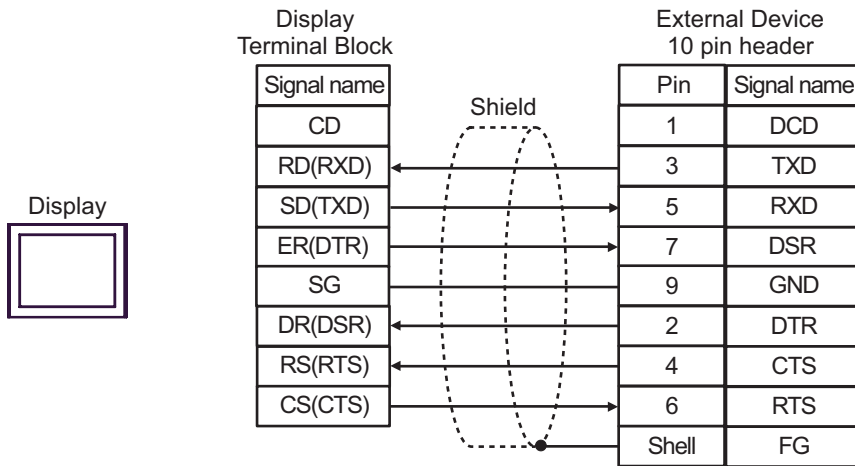 Display
Terminal Block
External Device
10 pin header
Signal name
Pin
Signal name
Shield
CD
1
DCD
RD(RXD)
3
TXD
Display
SD(TXD)
5
RXD
ER(DTR)
7
DSR
SG
9
GND
DR(DSR)
2
DTR
RS(RTS)
4
CTS
CS(CTS)
6
RTS
Shell
FG